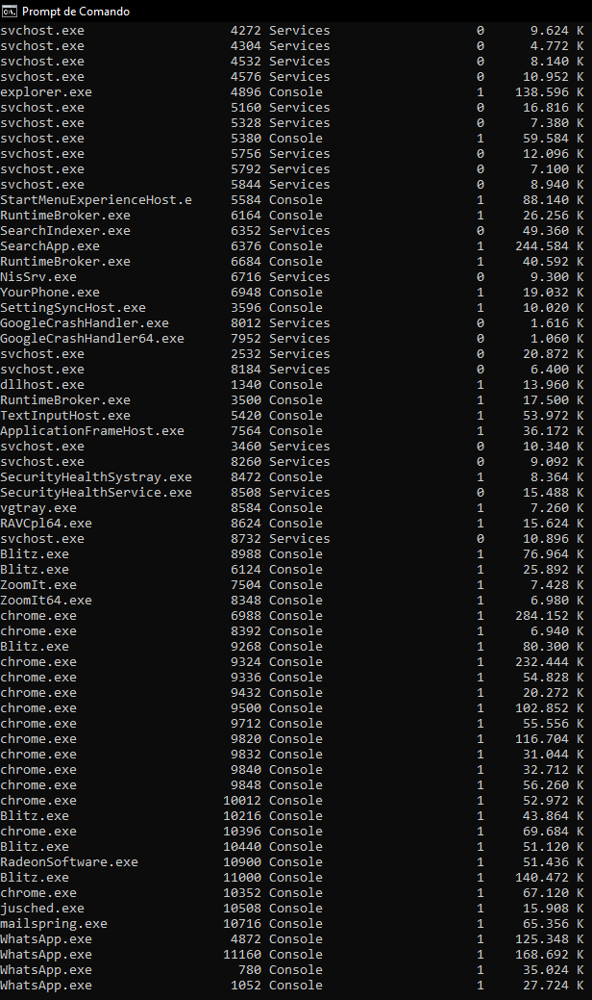 Prompt de Comando
svchost.exe 4272 Services 0 9.624 K
svchost.exe 4304 Services 0 4.772 K
svchost.exe 4532 Services 0 8.140 K
svchost.exe 4576 Services 0 10.952 K
explorer.exe 4896 Console 1 138.596 K
svchost.exe 5160 Services 0 16.816 K
svchost.exe 5328 Services 0 7.380 K
svchost.exe 5380 Console 1 59.584 K
svchost.exe 5756 Services 0 12.096 K
svchost.exe 5792 Services 0 7.100 K
svchost.exe 5844 Services 0 8.940 K
StartMenuExperienceHost.e 5584 Console 1 88.140 K
RuntimeBroker.exe 6164 Console 1 26.256 K
SearchIndexer.exe 6352 Services 0 49.360 K
SearchApp.exe 6376 Console 1 244.584 K
RuntimeBroker.exe 6684 Console 1 40.592 K
NisSrv.exe 6716 Services 0 9.300 K
YourPhone.exe 6948 Console 1 19.032 K
SettingSyncHost.exe 3596 Console 1 10.020 K
GoogleCrashHandler.exe 8012 Services 0 1.616 K
GoogleCrashHandler64.exe 7952 Services 0 1.060 K
svchost.exe 2532 Services 0 20.872 K
svchost.exe 8184 Services 0 6.400 K
dllhost.exe 1340 Console 1 13.960 K
RuntimeBroker.exe 3500 Console 1 17.500 K
TextInputHost.exe 5420 Console 1 53.972 K
ApplicationFrameHost.exe 7564 Console 1 36.172 K
svchost.exe 3460 Services 0 10.340 K
svchost.exe 8260 Services 0 9.092 K
SecurityHealthSystray.exe 8472 Console 1 8.364 K
SecurityHealthService.exe 8508 Services 0 15.488 K
vgtray.exe 8584 Console 1 7.260 K
RAVCpl64.exe 8624 Console 1 15.624 K
svchost.exe 8732 Services 0 10.896 K
Blitz.exe 8988 Console 1 76.964 K
Blitz.exe 6124 Console 1 25.892 K
ZoomIt.exe 7504 Console 1 7.428 K
ZoomIt64.exe 8348 Console 1 6.980 K
chrome.exe 6988 Console 1 284.152 K
chrome.exe 8392 Console 1 6.940 K
Blitz.exe 9268 Console 1 80.300 K
chrome.exe 9324 Console 1 232.444 K
chrome.exe 9336 Console 1 54.828 K
chrome.exe 9432 Console 1 20.272 K
chrome.exe 9500 Console 1 102.852 K
chrome.exe 9712 Console 1 55.556 K
chrome.exe 9820 Console 1 116.704 K
chrome.exe 9832 Console 1 31.044 K
chrome.exe 9840 Console 1 32.712 K
chrome.exe 9848 Console 1 56.260 K
chrome.exe 10012 Console 1 52.972 K
Blitz.exe 10216 Console 1 43.864 K
chrome.exe 10396 Console 1 69.684 K
Blitz.exe 10440 Console 1 51.120 K
RadeonSoftware.exe 10900 Console 1 51.436 K
Blitz.exe 11000 Console 1 140.472 K
chrome.exe 10352 Console 1 67.120 K
jusched.exe 10508 Console 1 15.908 K
mailspring.exe 10716 Console 1 65.356 K
WhatsApp.exe 4872 Console 1 125.348 K
WhatsApp.exe 11160 Console 1 168.692 K
WhatsApp.exe 780 Console 1 35.024 K
WhatsApp.exe 1052 Console 1 27.724 K